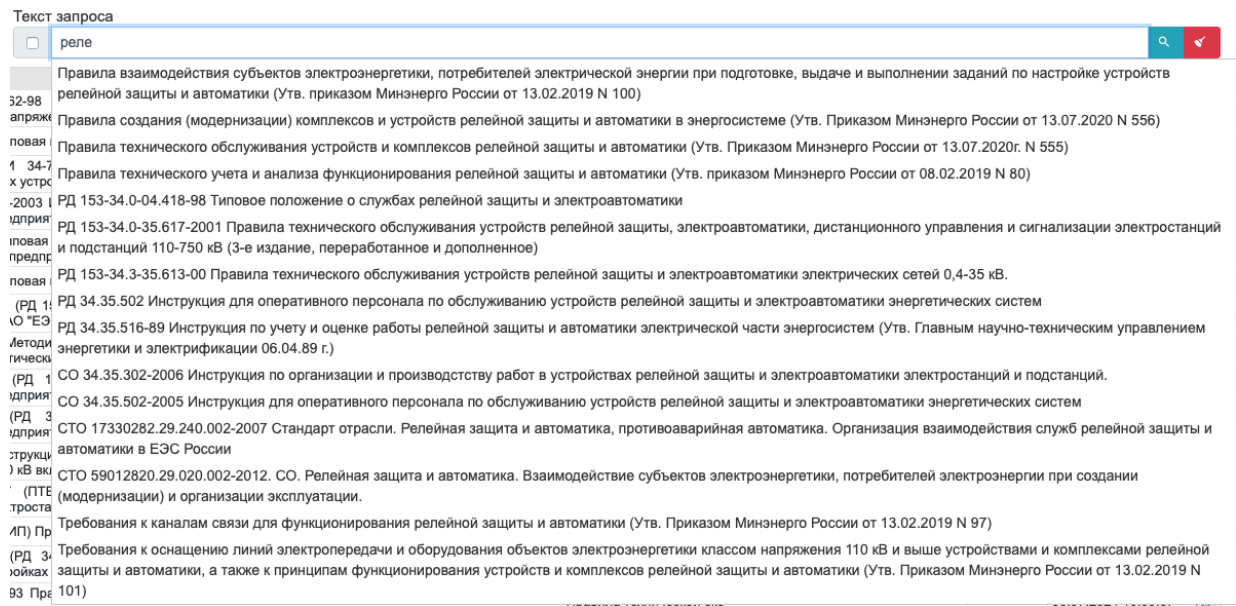 Текст запроса
реле
Правила взаимодействия субъектов электроэнергетики, потребителей электрической энергии при подготовке, выдаче и выполнении заданий по настройке устройств
релейной защиты и автоматики (Утв. приказом Минэнерго России от 13.02.2019 N 100)
Правила создания (модернизации) комплексов и устройств релейной защиты и автоматики в энергосистеме (Утв. Приказом Минэнерго России от 13.07.2020 N 556)
Правила технического обслуживания устройств и комплексов релейной защиты и автоматики (Утв. Приказом Минэнерго России от 13.07.2020г. N 555)
Правила технического учета и анализа функционирования релейной защиты и автоматики (Утв. приказом Минэнерго России от 08.02.2019 N 80)
РД 153-34.0-04.418-98 Типовое положение о службах релейной защиты и электроавтоматики
РД 153-34.0-35.617-2001 Правила технического обслуживания устройств релейной защиты, электроавтоматики, дистанционного управления и сигнализации электростанций
и подстанций 110-750 кВ (3-е издание, переработанное и дополненное)
РД 153-34.3-35.613-00 Правила технического обслуживания устройств релейной защиты и электроавтоматики электрических сетей 0,4-35 кВ.
РД 34.35.502 Инструкция для оперативного персонала по обслуживанию устройств релейной защиты и электроавтоматики энергетических систем
РД 34.35.516-89 Инструкция по учету и оценке работы релейной защиты и автоматики электрической части энергосистем (Утв. Главным научно-техническим управлением
энергетики и электрификации 06.04.89 г.)
СО 34.35.302-2006 Инструкция по организации и производстству работ в устройствах релейной защиты и электроавтоматики электростанций и подстанций.
СО 34.35.502-2005 Инструкция для оперативного персонала по обслуживанию устройств релейной защиты и электроавтоматики энергетических систем
СТО 17330282.29.240.002-2007 Стандарт отрасли. Релейная защита и автоматика, противоаварийная автоматика. Организация взаимодействия служб релейной защиты и
автоматики в ЕЭС России
СТО 59012820.29.020.002-2012. СО. Релейная защита и автоматика. Взаимодействие субъектов электроэнергетики, потребителей электроэнергии при создании
(модернизации) и организации эксплуатации.
Требования к каналам связи для функционирования релейной защиты и автоматики (Утв. Приказом Минэнерго России от 13.02.2019 N 97)
Требования к оснащению линий электропередачи и оборудования объектов электроэнергетики классом напряжения 110 кВ и выше устройствами и комплексами релейной
защиты и автоматики, а также к принципам функционирования устройств и комплексов релейной защиты и автоматики (Утв. Приказом Минэнерго России от 13.02.2019 N
101)